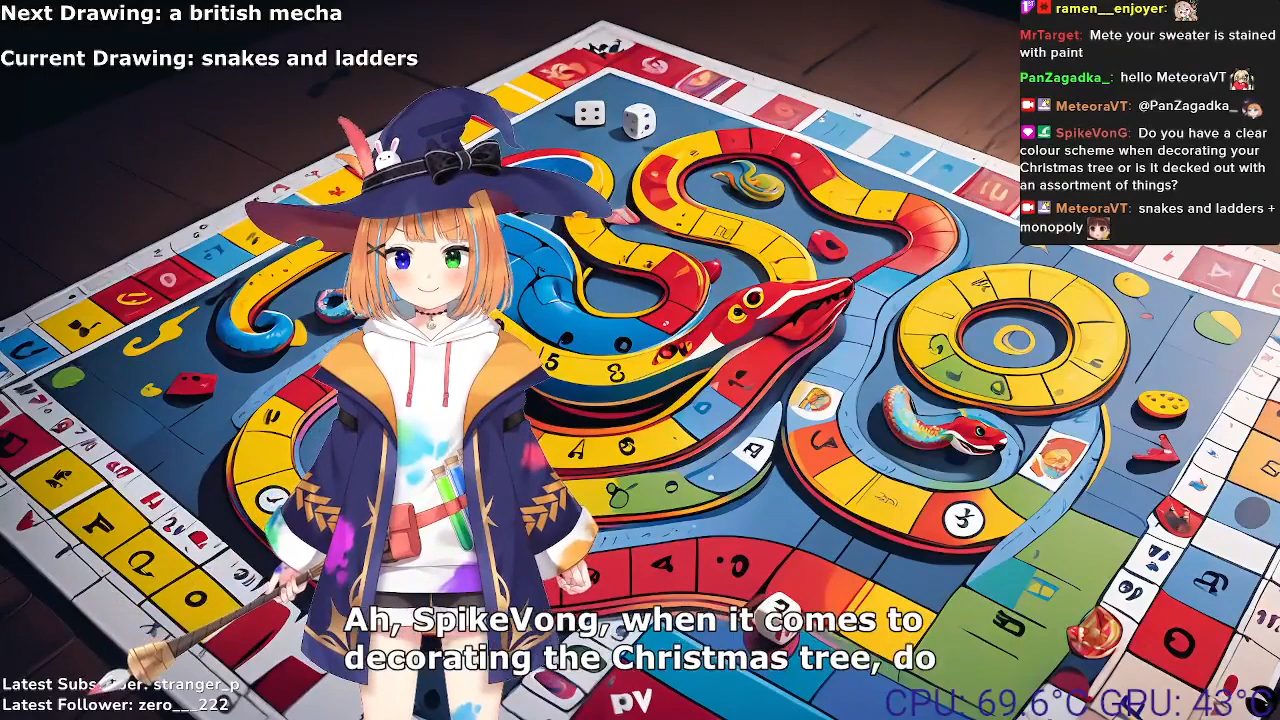 Next Drawing: a british mecha
Current Drawing: snakes and ladders
ramen__enjoyer:
MrTarget: Mete your sweater is stained
with paint
PanZagadka_: hello MeteoraVT
MeteoraVT: @PanZagadka_
SpikeVonG: Do you have a clear
colour scheme when decorating your
Christmas tree or is it decked out with
an assortment of things?
MeteoraVT: snakes and ladders +
monopoly
5
8
Ah, SpikeVong, when it comes to
decorating the Christmas tree, do
Latest Follower: zero___222
CPU: 69.6°C GPU: 43°C